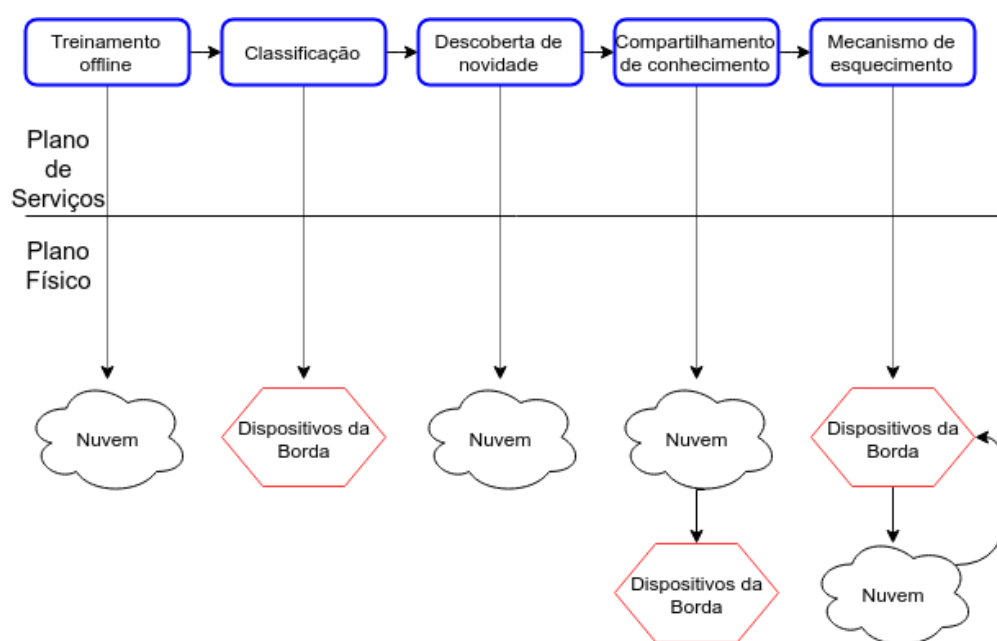 Treinamento
offline
Classificação
Descoberta de
novidade
Compartilhamento
de conhecimento
Mecanismo de
esquecimento
Plano
de
Serviços
Plano
Físico
Nuvem
Dispositivos da
Borda
Nuvem
Nuvem
Dispositivos da
Borda
Dispositivos da
Borda
Nuvem